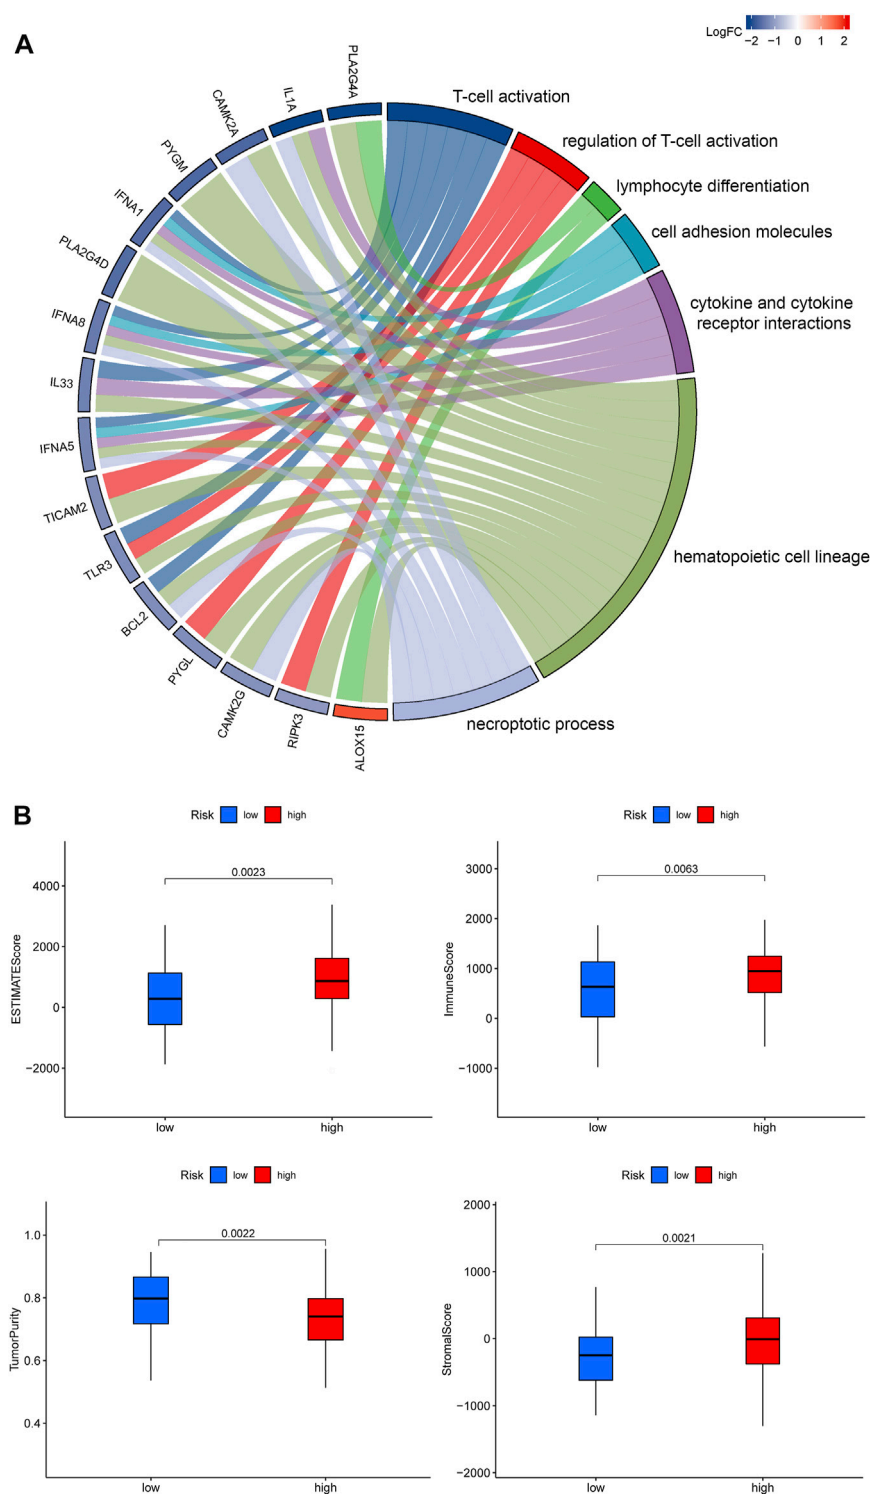 A
LogFC
−2 −1 0 1 2
PLA2G4A
IL1A
CAMK2A
PYGM
IFNA1
PLA2G4D
IFNA8
IL33
IFNA5
TICAM2
TLR3
BCL2
PYGL
CAMK2G
RIPK3
ALOX15
T-cell activation
regulation of T-cell activation
lymphocyte differentiation
cell adhesion molecules
cytokine and cytokine
receptor interactions
hematopoietic cell lineage
necroptotic process
B
Risk low high
0.0023
ESTIMATEScore
4000
2000
0
−2000
low high
Risk low high
0.0063
ImmuneScore
3000
2000
1000
0
−1000
low high
Risk low high
0.0022
TumorPurity
1.0
0.8
0.6
0.4
low high
Risk low high
0.0021
StromalScore
2000
1000
0
−1000
−2000
low high